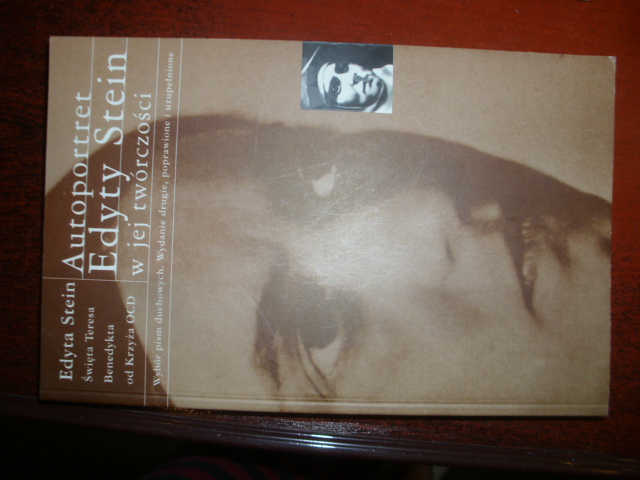 Edyta Stein
Święta Teresa
Benedykta
od Krzyża OCD
Autoportret
Edyty Stein
w jej twórczości
Wybór pism duchowych. Wydanie drugie, poprawione i uzupełnione